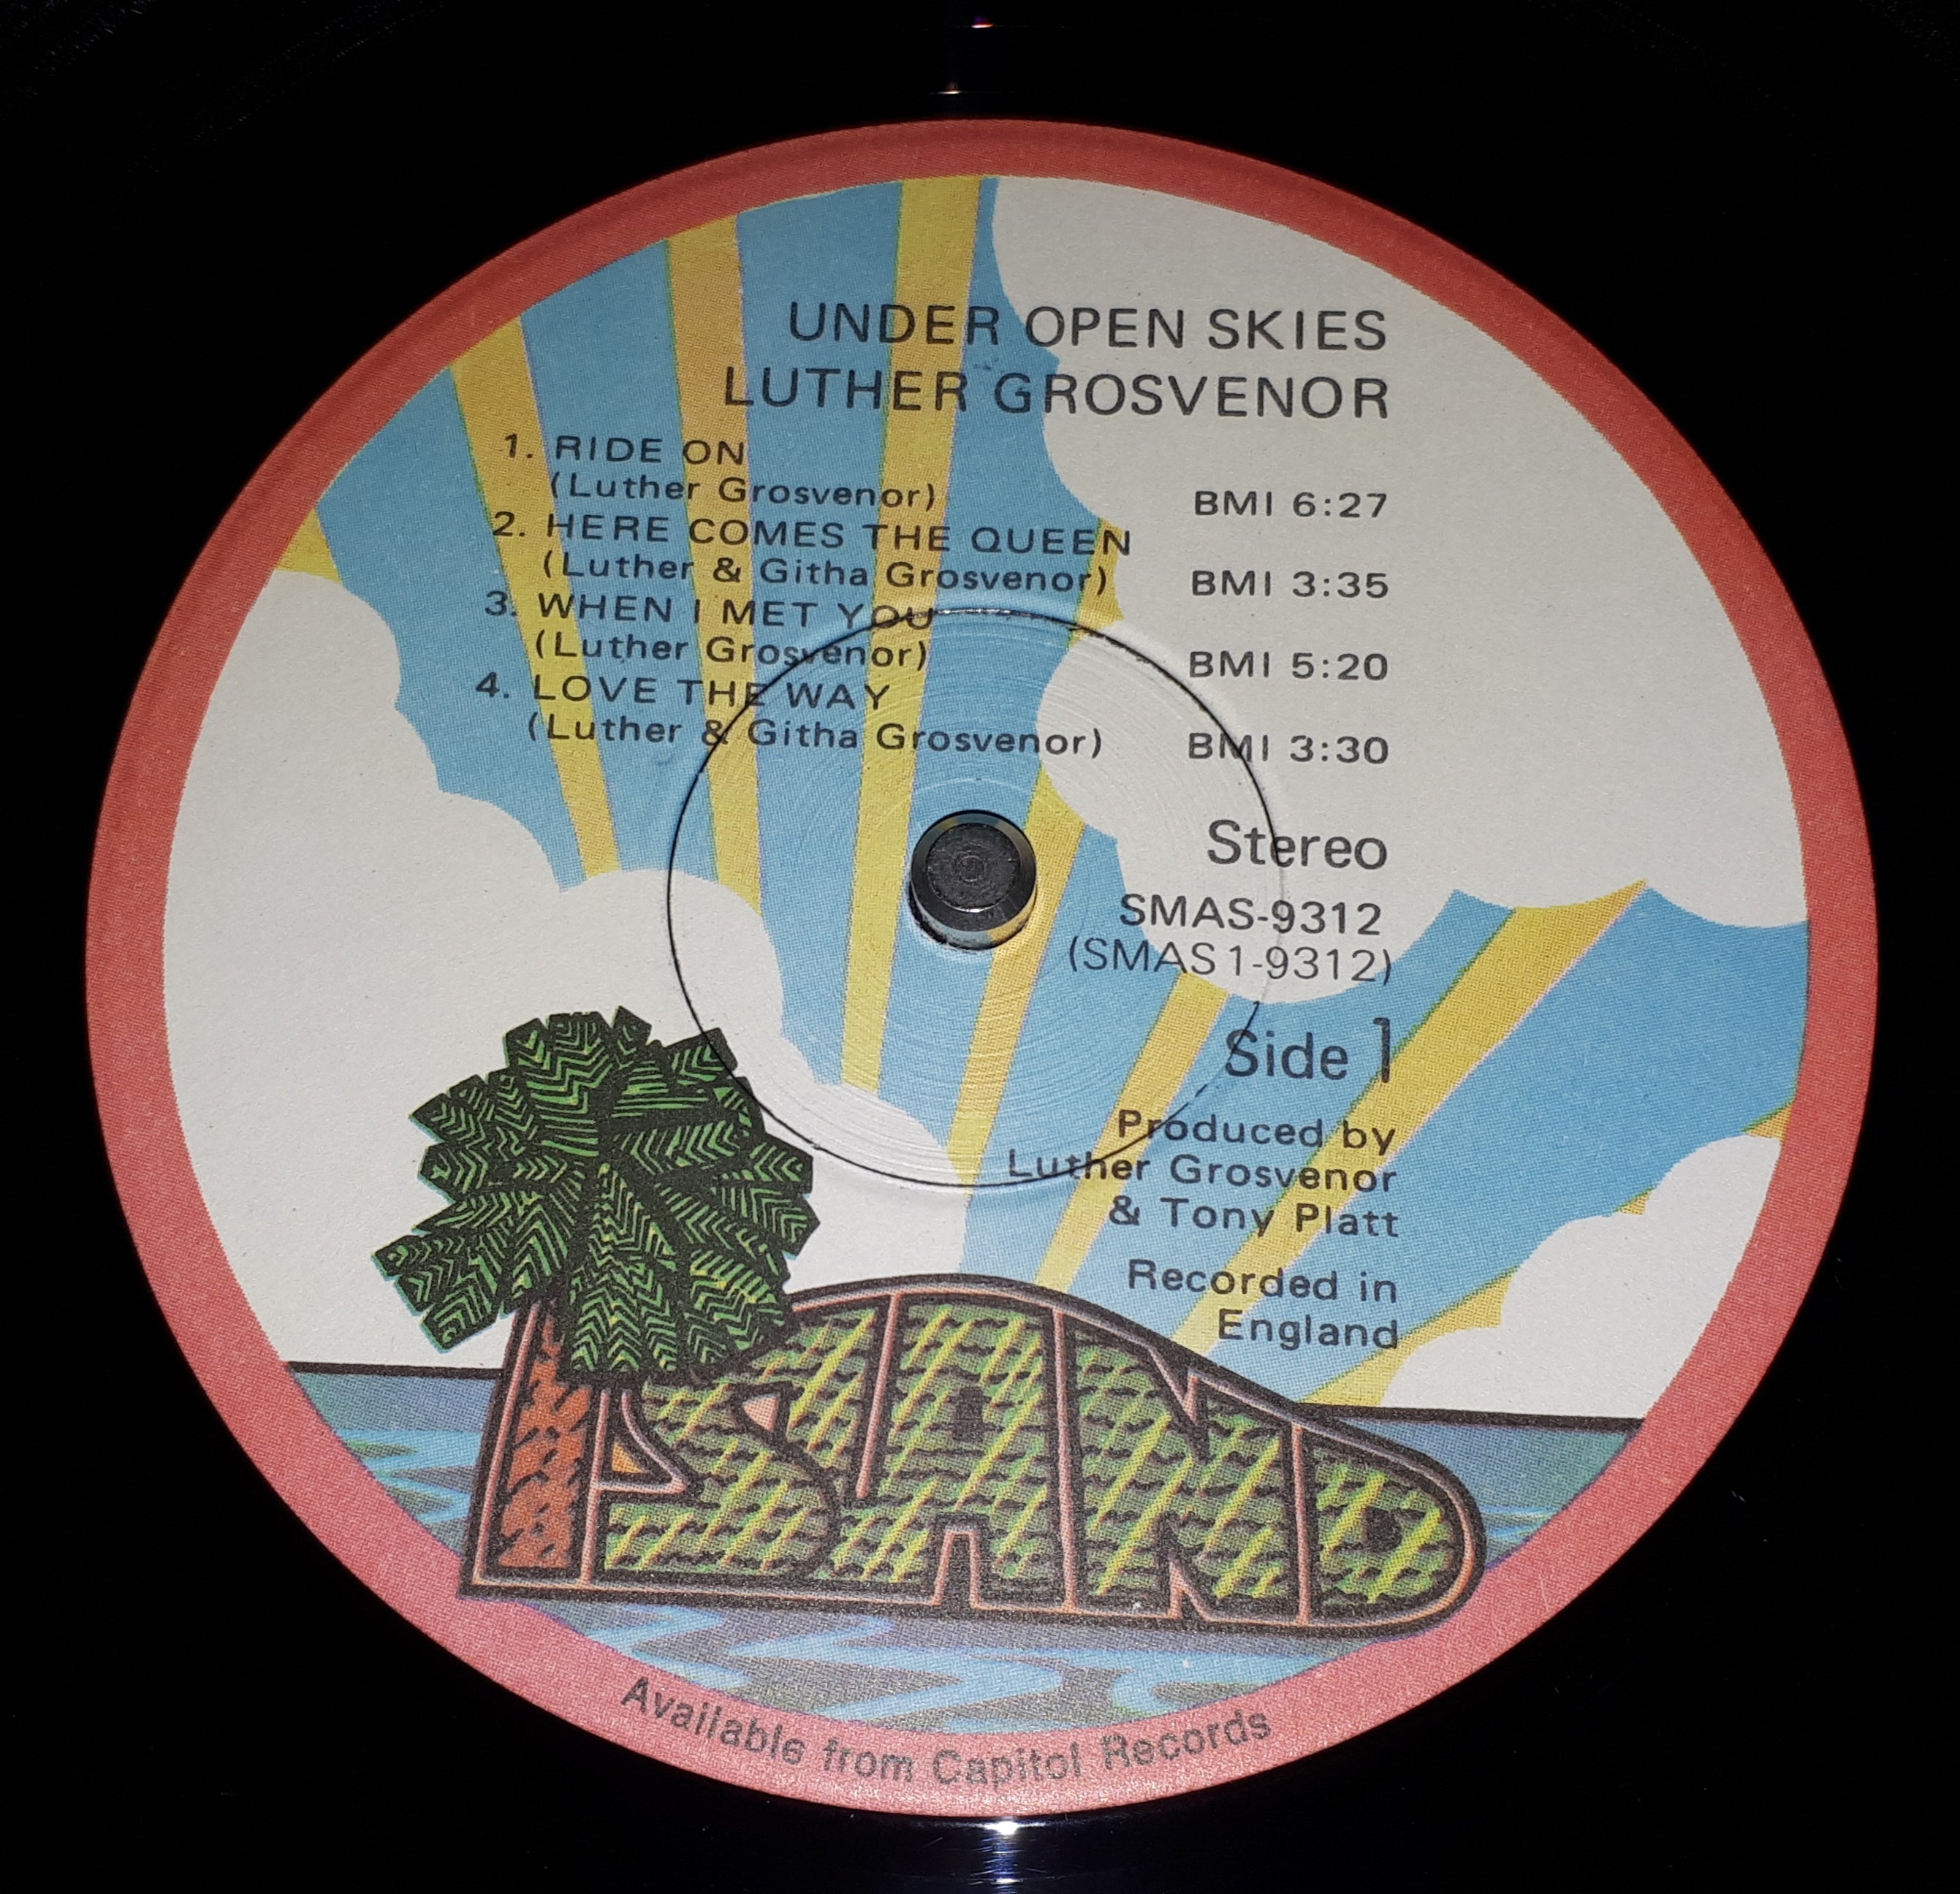 UNDER OPEN SKIES
LUTHER GROSVENOR
1. RIDE ON
(Luther Grosvenor) BMI 6:27
2. HERE COMES THE QUEEN
(Luther & Githa Grosvenor) BMI 3:35
3. WHEN I MET YOU
(Luther Grosvenor) BMI 5:20
4. LOVE THE WAY
(Luther & Githa Grosvenor) BMI 3:30
Stereo
SMAS-9312
(SMAS1-9312)
Side 1
Produced by
Luther Grosvenor
& Tony Platt
Recorded in
England
ISLAND
Available from Capitol Records